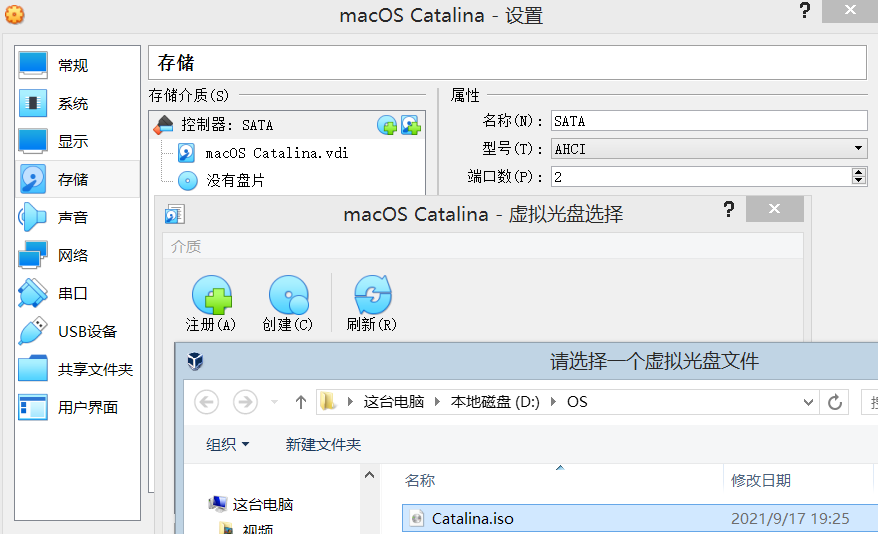 macOS Catalina - 设置
?
常规
系统
显示
存储
声音
网络
串口
USB设备
共享文件夹
用户界面
存储
存储介质(S)
控制器: SATA
macOS Catalina.vdi
没有盘片
属性
名称(N): SATA
型号(T): AHCI
端口数(P): 2
macOS Catalina - 虚拟光盘选择
?
介质
注册(A)
创建(C)
刷新(R)
请选择一个虚拟光盘文件
这台电脑
本地磁盘 (D:)
OS
组织
新建文件夹
这台电脑
视频
名称
修改日期
Catalina.iso
2021/9/17 19:25